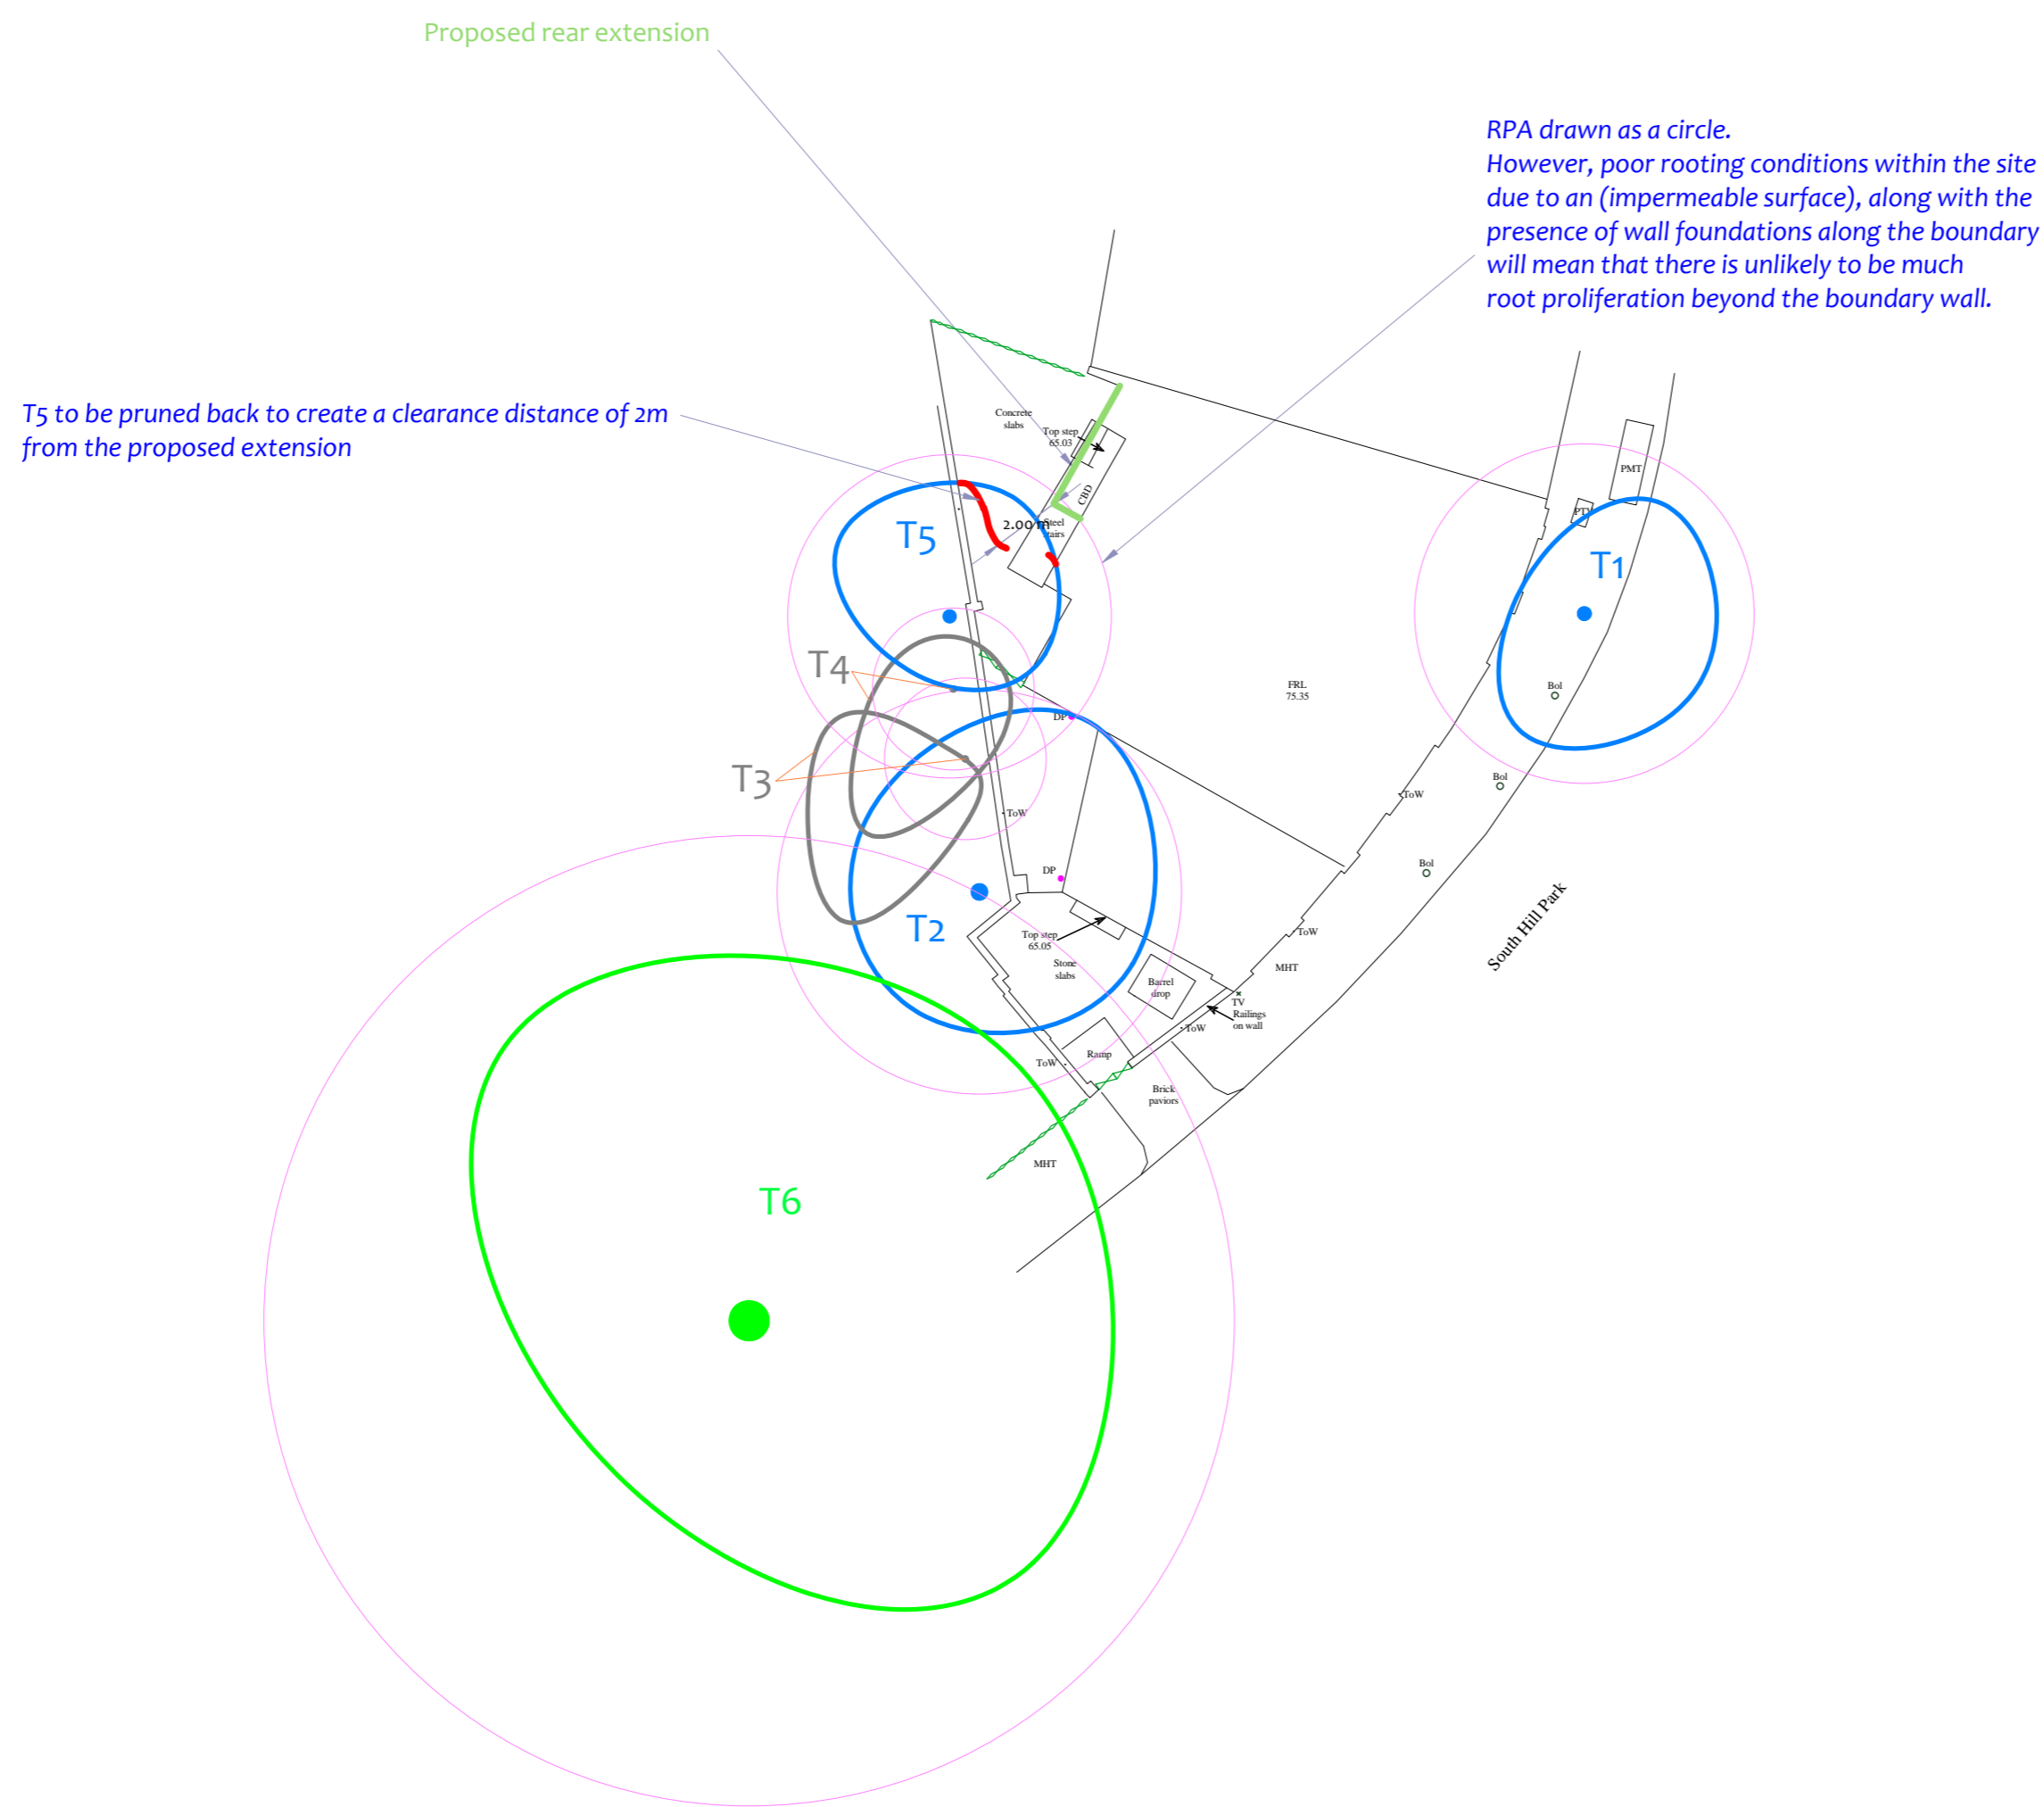 Proposed rear extension
RPA drawn as a circle.
However, poor rooting conditions within the site
due to an (impermeable surface), along with the
presence of wall foundations along the boundary
will mean that there is unlikely to be much
root proliferation beyond the boundary wall.
T5 to be pruned back to create a clearance distance of 2m
from the proposed extension
Concrete
slabs
Top step
65.03
CBD
PMT
PTV
T5
2.00 m
Steel
stairs
T1
T4
FRL
75.35
Bol
DP
T3
Bol
ToW
ToW
Bol
DP
T2
Top step
65.05
ToW
South Hill Park
Stone
slabs
MHT
Barrel
drop
TV
Railings
on wall
ToW
Ramp
ToW
Brick
paviors
MHT
T6